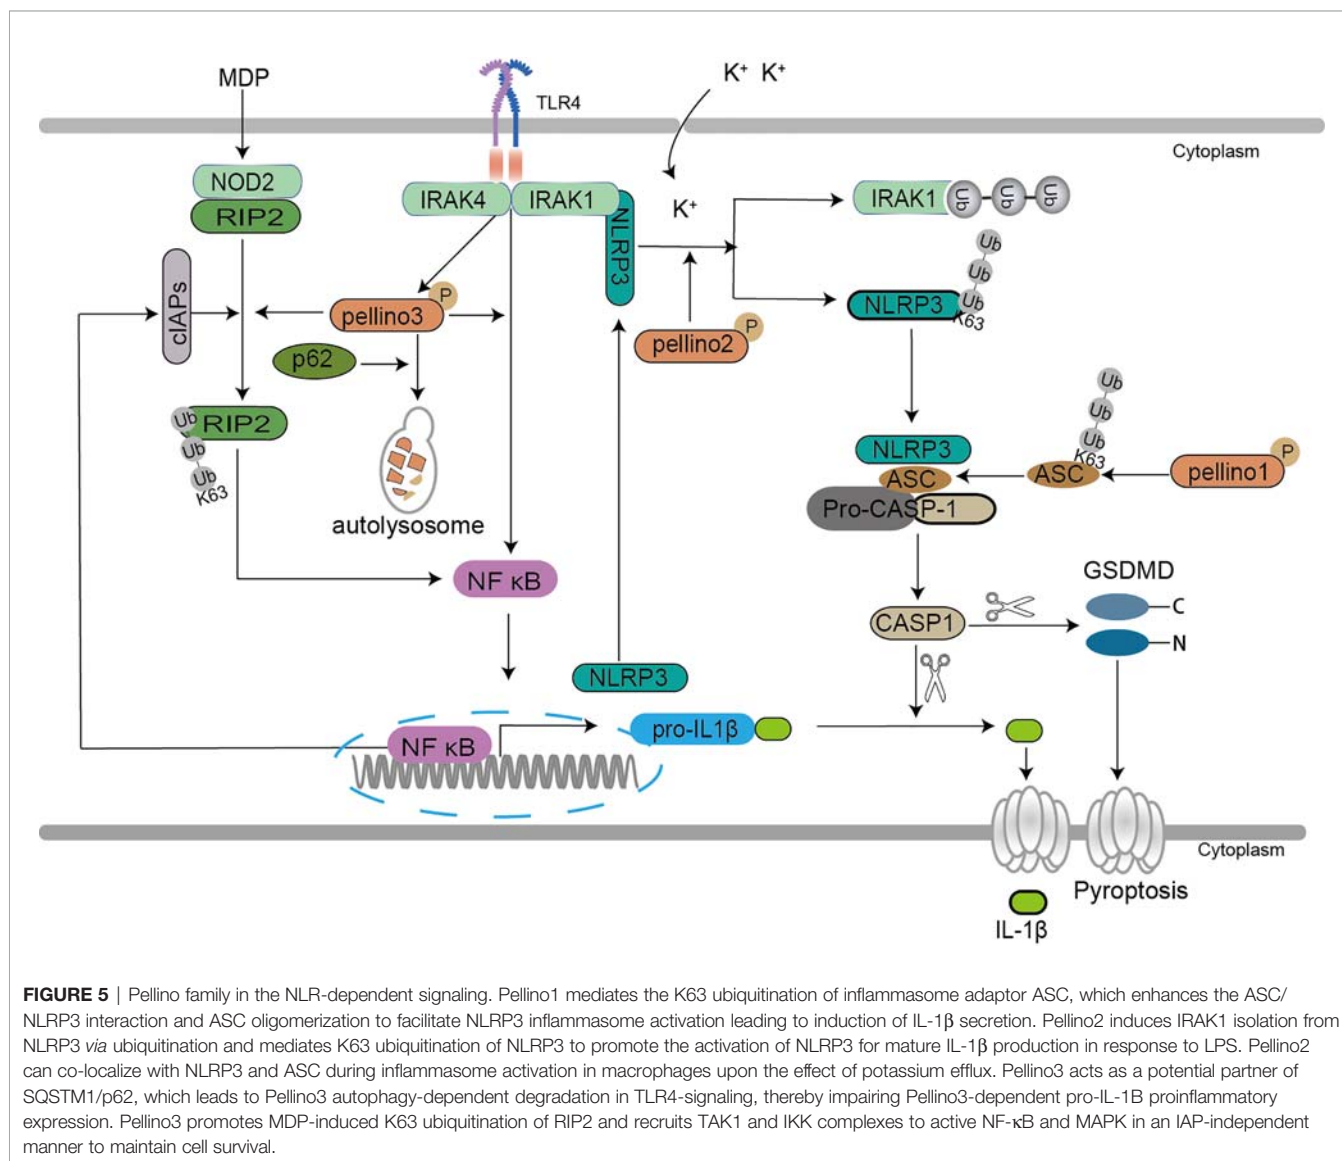 MDP
K⁺ K⁺
TLR4
Cytoplasm
NOD2
RIP2
IRAK4
IRAK1
NLRP3
K⁺
IRAK1
Ub
Ub
Ub
Ub
Ub
Ub
K63
NLRP3
cIAPs
pellino3
P
p62
pellino2
P
RIP2
Ub
Ub
Ub
K63
autolysosome
NLRP3
ASC
Pro-CASP-1
Ub
Ub
Ub
K63
ASC
pellino1
P
NF κB
CASP1
GSDMD
C
N
NLRP3
NF κB
pro-IL1β
Cytoplasm
Pyroptosis
IL-1β
FIGURE 5 | Pellino family in the NLR-dependent signaling. Pellino1 mediates the K63 ubiquitination of inflammasome adaptor ASC, which enhances the ASC/
NLRP3 interaction and ASC oligomerization to facilitate NLRP3 inflammasome activation leading to induction of IL-1β secretion. Pellino2 induces IRAK1 isolation from
NLRP3 via ubiquitination and mediates K63 ubiquitination of NLRP3 to promote the activation of NLRP3 for mature IL-1β production in response to LPS. Pellino2
can co-localize with NLRP3 and ASC during inflammasome activation in macrophages upon the effect of potassium efflux. Pellino3 acts as a potential partner of
SQSTM1/p62, which leads to Pellino3 autophagy-dependent degradation in TLR4-signaling, thereby impairing Pellino3-dependent pro-IL-1B proinflammatory
expression. Pellino3 promotes MDP-induced K63 ubiquitination of RIP2 and recruits TAK1 and IKK complexes to active NF-κB and MAPK in an IAP-independent
manner to maintain cell survival.